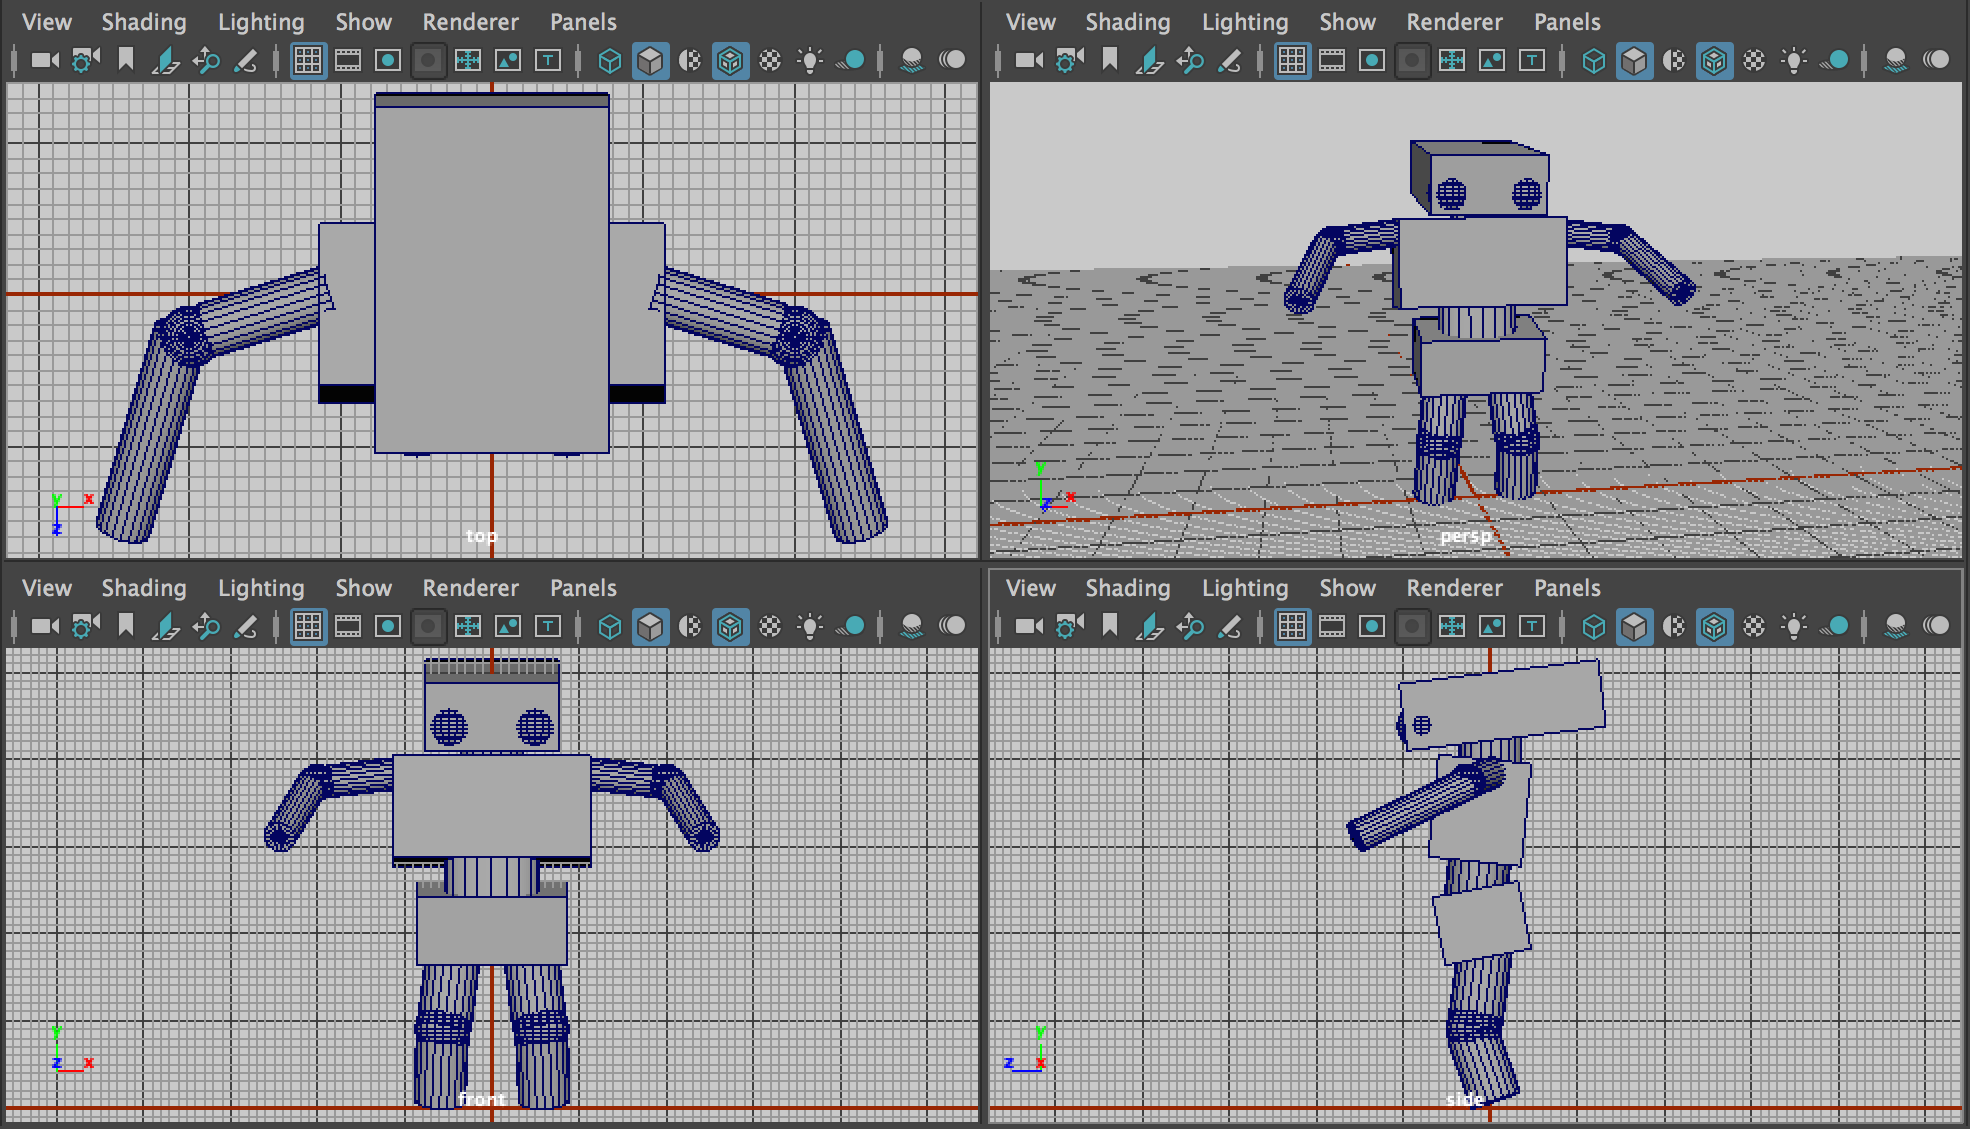 View Shading Lighting Show Renderer Panels
T
y x
z
top
View Shading Lighting Show Renderer Panels
T
y
z x
persp
View Shading Lighting Show Renderer Panels
T
y
z x
front
View Shading Lighting Show Renderer Panels
T
y
z x
side